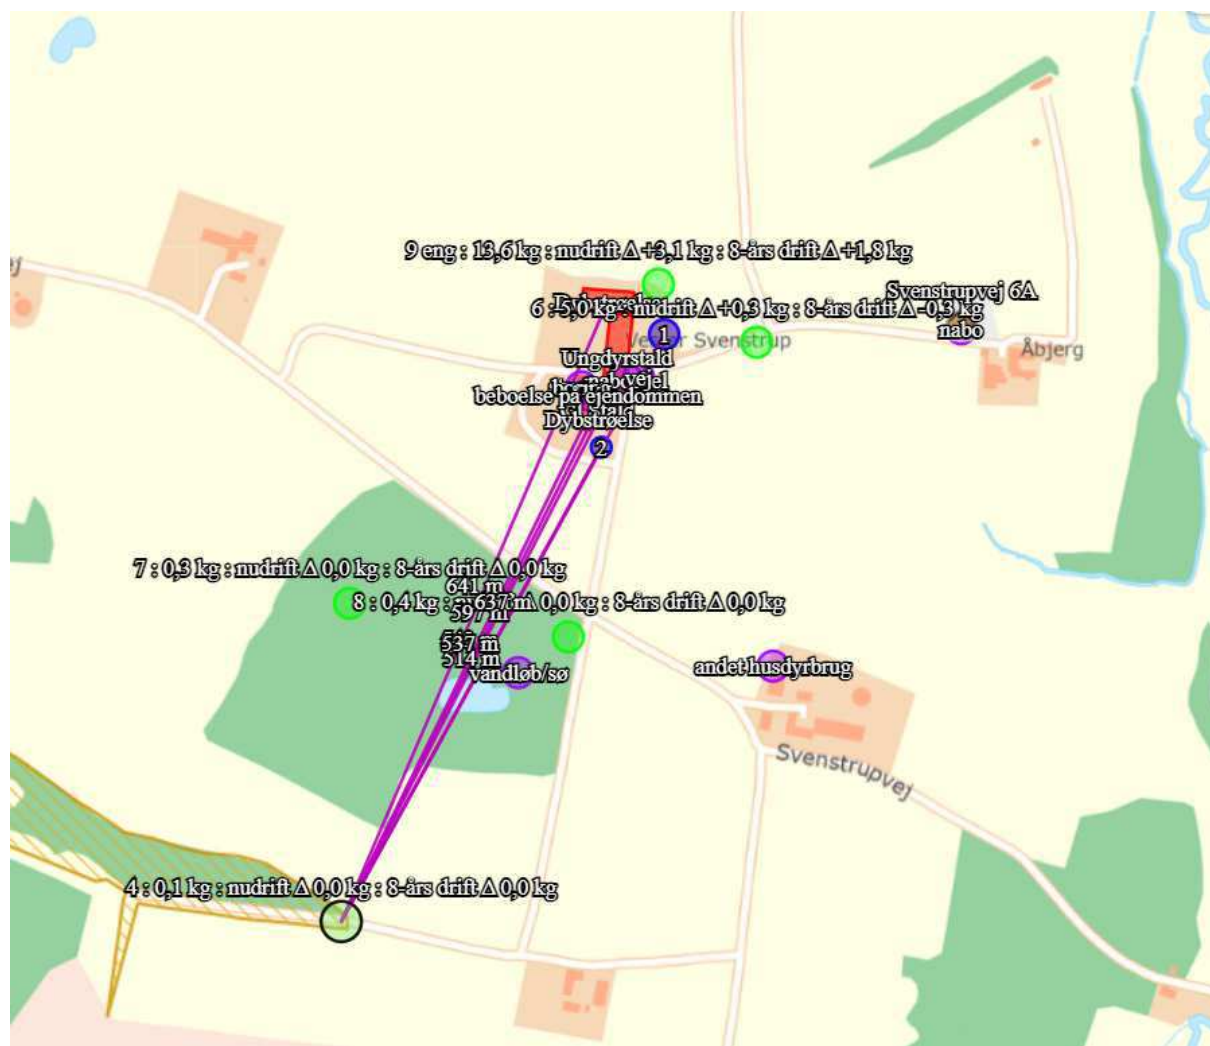 9 eng : 13,6 kg : nudrift Δ +3,1 kg : 8-års drift Δ +1,8 kg
Svenstrupvej 6A
6 : 5,0 kg : nudrift Δ +0,3 kg : 8-års drift Δ -0,3 kg
nabo
1
Svenstrup
Åbjerg
Ungdyrstald
beboelse på ejendommen
Dybstrøelse
2
7 : 0,3 kg : nudrift Δ 0,0 kg : 8-års drift Δ 0,0 kg
641 m
8 : 0,4 kg : 637 m Δ 0,0 kg : 8-års drift Δ 0,0 kg
597 m
537 m
514 m
vandløb/sø
andet husdyrbrug
Svenstrupvej
4 : 0,1 kg : nudrift Δ 0,0 kg : 8-års drift Δ 0,0 kg